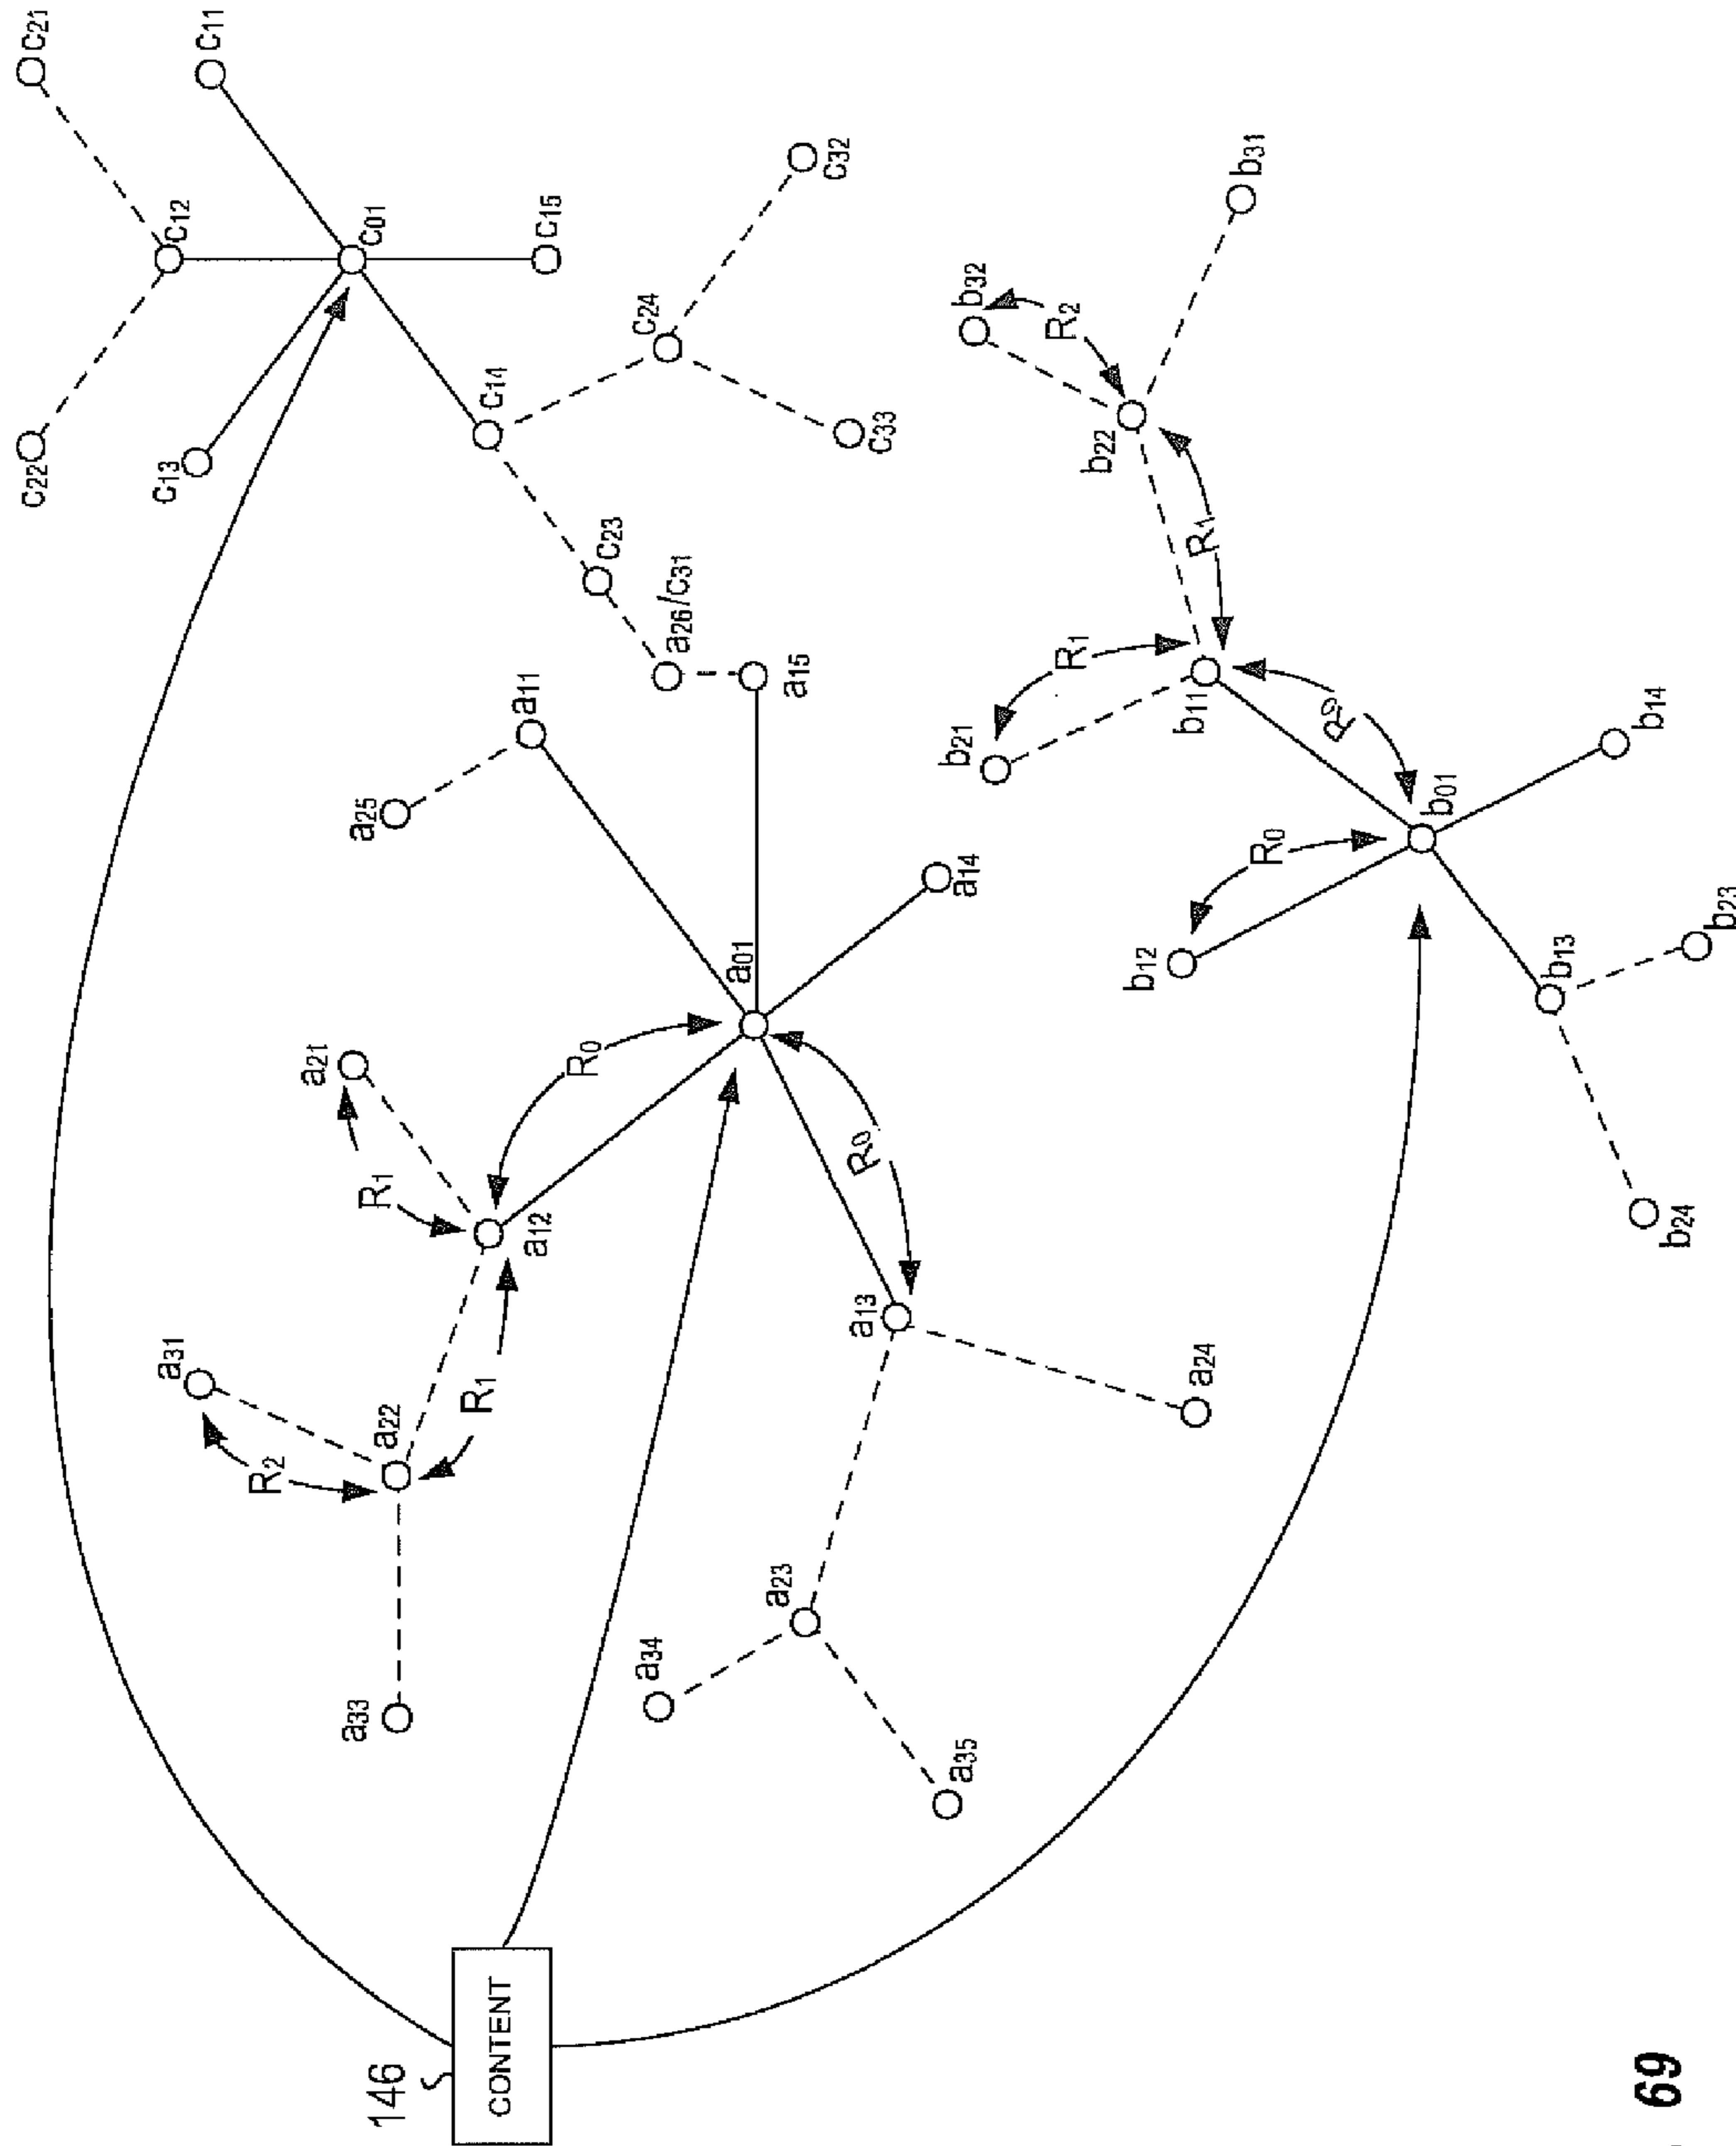 146
CONTENT
a33
a22
a31
R2
R1
a12
R1
a21
R0
a01
R0
a13
a24
a23
a34
a35
a14
a15
a11
a25
a26/c31
c23
c14
c24
c33
c32
c01
c13
c12
c22
c21
c11
c15
b01
R0
b12
R0
b11
R1
b21
R1
b22
R2
b32
b31
b14
b13
b23
b24
69